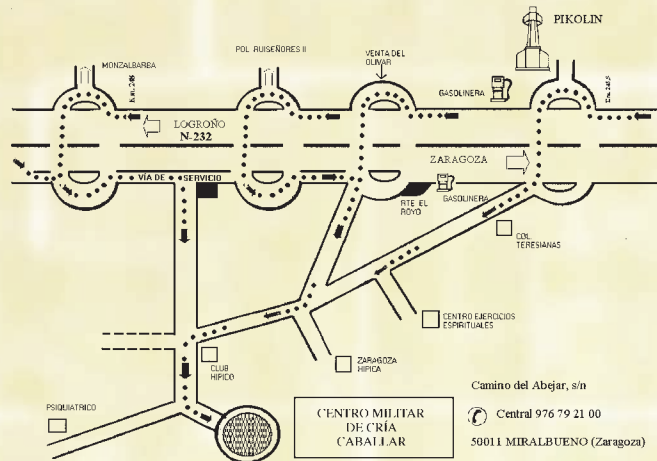 PIKOLIN
POL RUISEÑORES II
VENTA DEL
OLIVAR
MONZALBARBA
GASOLINERA
Km. 248
Km. 245,5
LOGROÑO
N-232
ZARAGOZA
VÍA DE SERVICIO
RTE EL
ROYO
GASOLINERA
COL.
TERESIANAS
CENTRO EJERCICIOS
ESPIRITUALES
CLUB
HIPICO
ZARAGOZA
HIPICA
PSIQUIATRICO
CENTRO MILITAR
DE CRÍA
CABALLAR
Camino del Abejar, s/n
Central 976 79 21 00
50011 MIRALBUENO (Zaragoza)